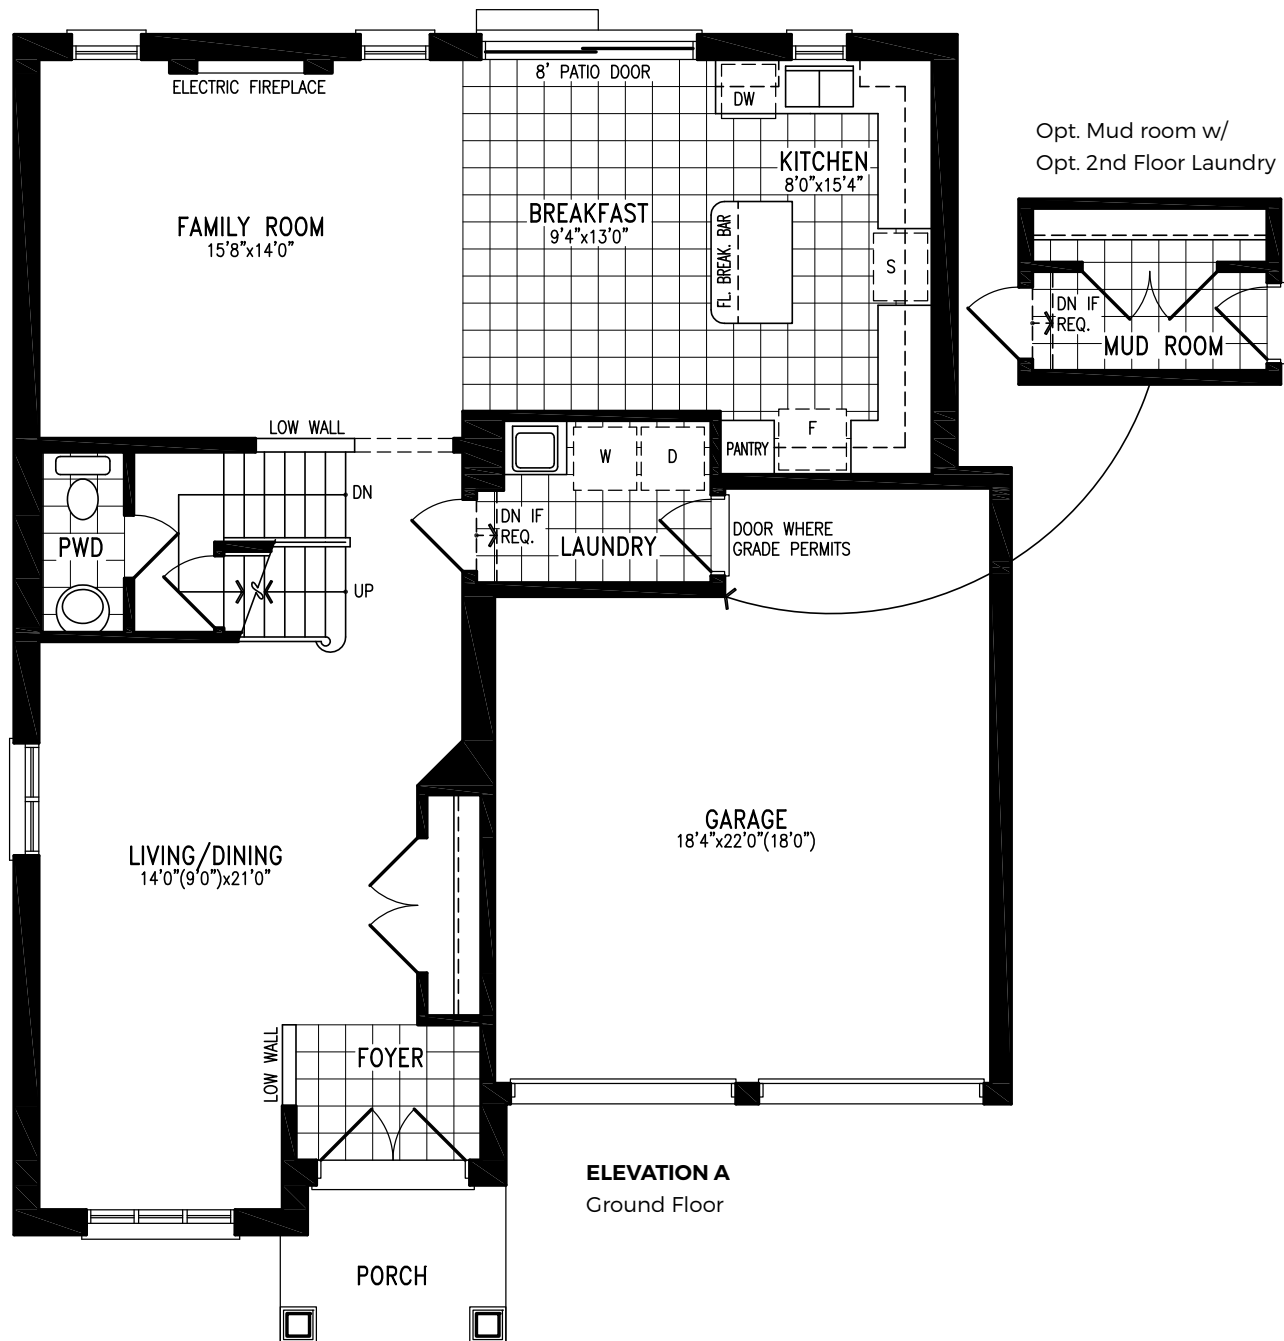 8' PATIO DOOR
ELECTRIC FIREPLACE
DW
Opt. Mud room w/
Opt. 2nd Floor Laundry
KITCHEN
8'0"x15'4"
FAMILY ROOM
15'8"x14'0"
BREAKFAST
9'4"x13'0"
FL. BREAK. BAR
S
DN IF
REQ.
MUD ROOM
LOW WALL
W
D
PANTRY
F
DN
PWD
DN IF
REQ.
LAUNDRY
DOOR WHERE
GRADE PERMITS
UP
GARAGE
18'4"x22'0"(18'0")
LIVING/DINING
14'0"(9'0")x21'0"
LOW WALL
FOYER
ELEVATION A
Ground Floor
PORCH